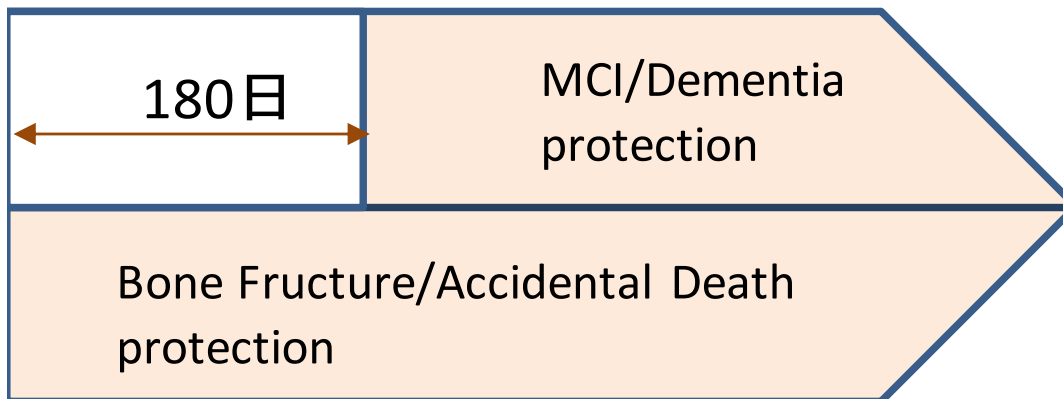 180日
MCI/Dementia
protection
Bone Fructure/Accidental Death
protection